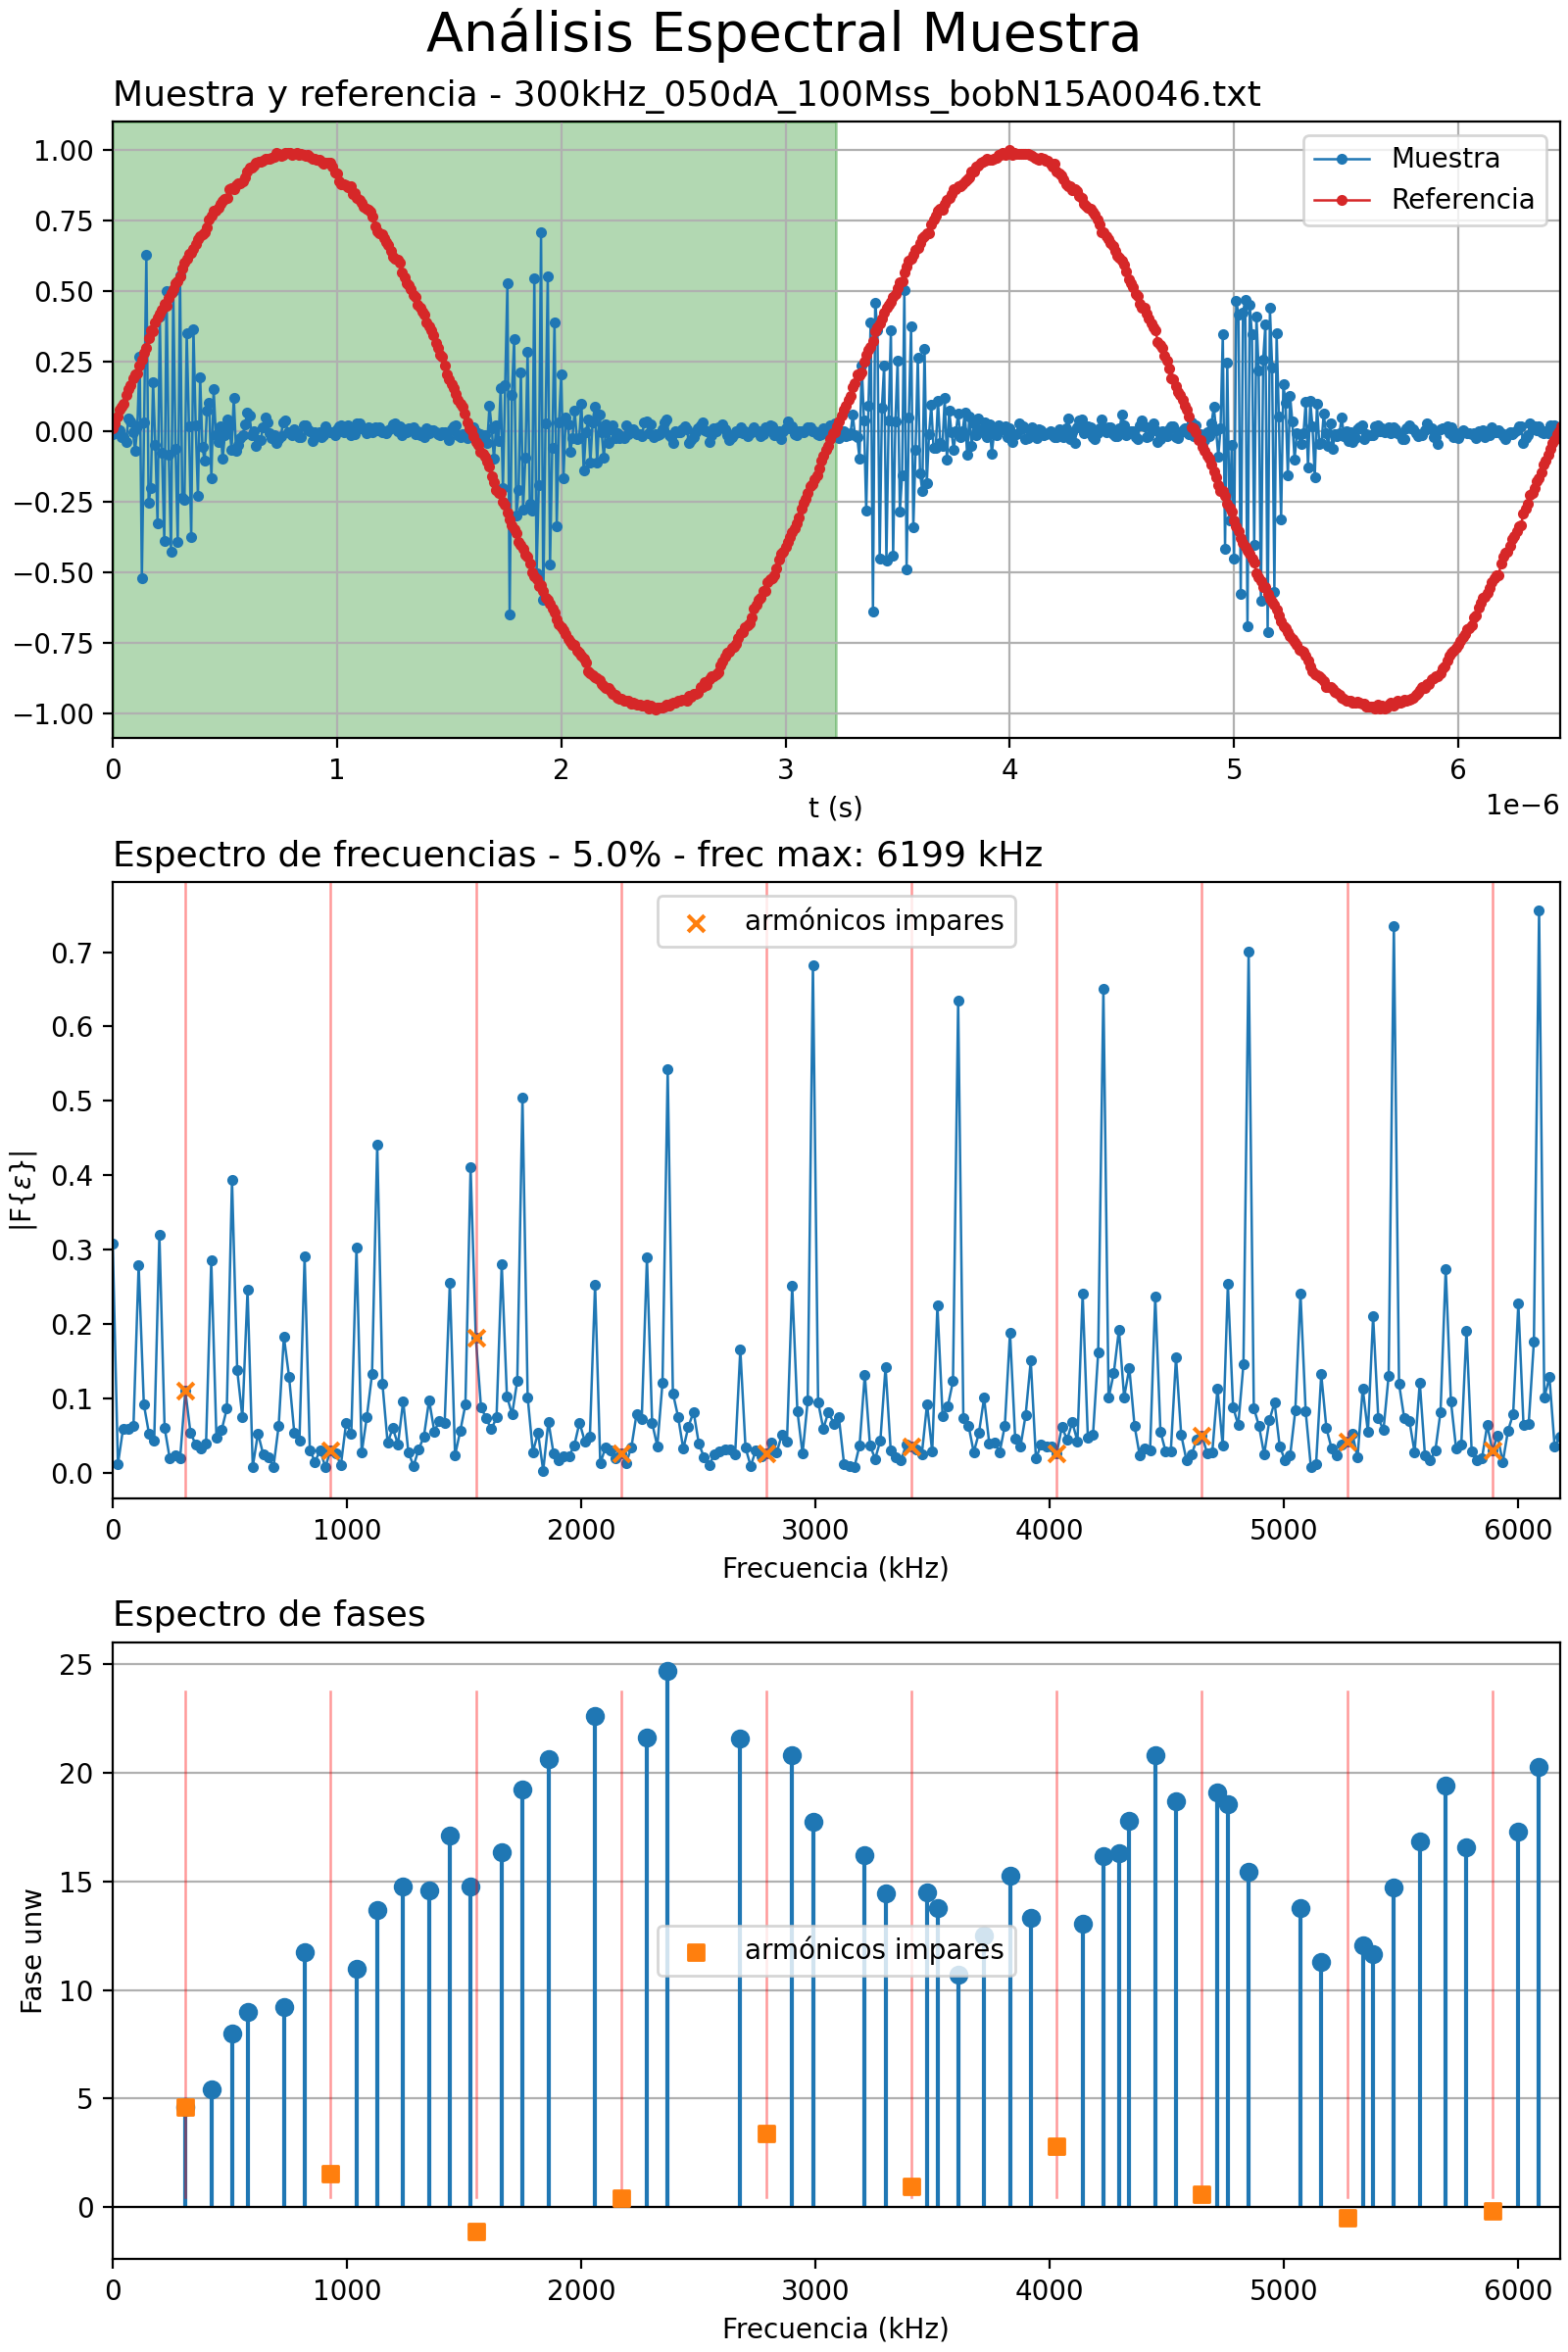 Análisis Espectral Muestra
Muestra y referencia - 300kHz_050dA_100Mss_bobN15A0046.txt
1.00
0.75
0.50
0.25
0.00
−0.25
−0.50
−0.75
−1.00
Muestra
Referencia
0 1 2 3 4 5 6
t (s)
1e−6
Espectro de frecuencias - 5.0% - frec max: 6199 kHz
armónicos impares
|F{ε}|
0.7
0.6
0.5
0.4
0.3
0.2
0.1
0.0
0 1000 2000 3000 4000 5000 6000
Frecuencia (kHz)
Espectro de fases
Fase unw
25
20
15
10
5
0
armónicos impares
0 1000 2000 3000 4000 5000 6000
Frecuencia (kHz)